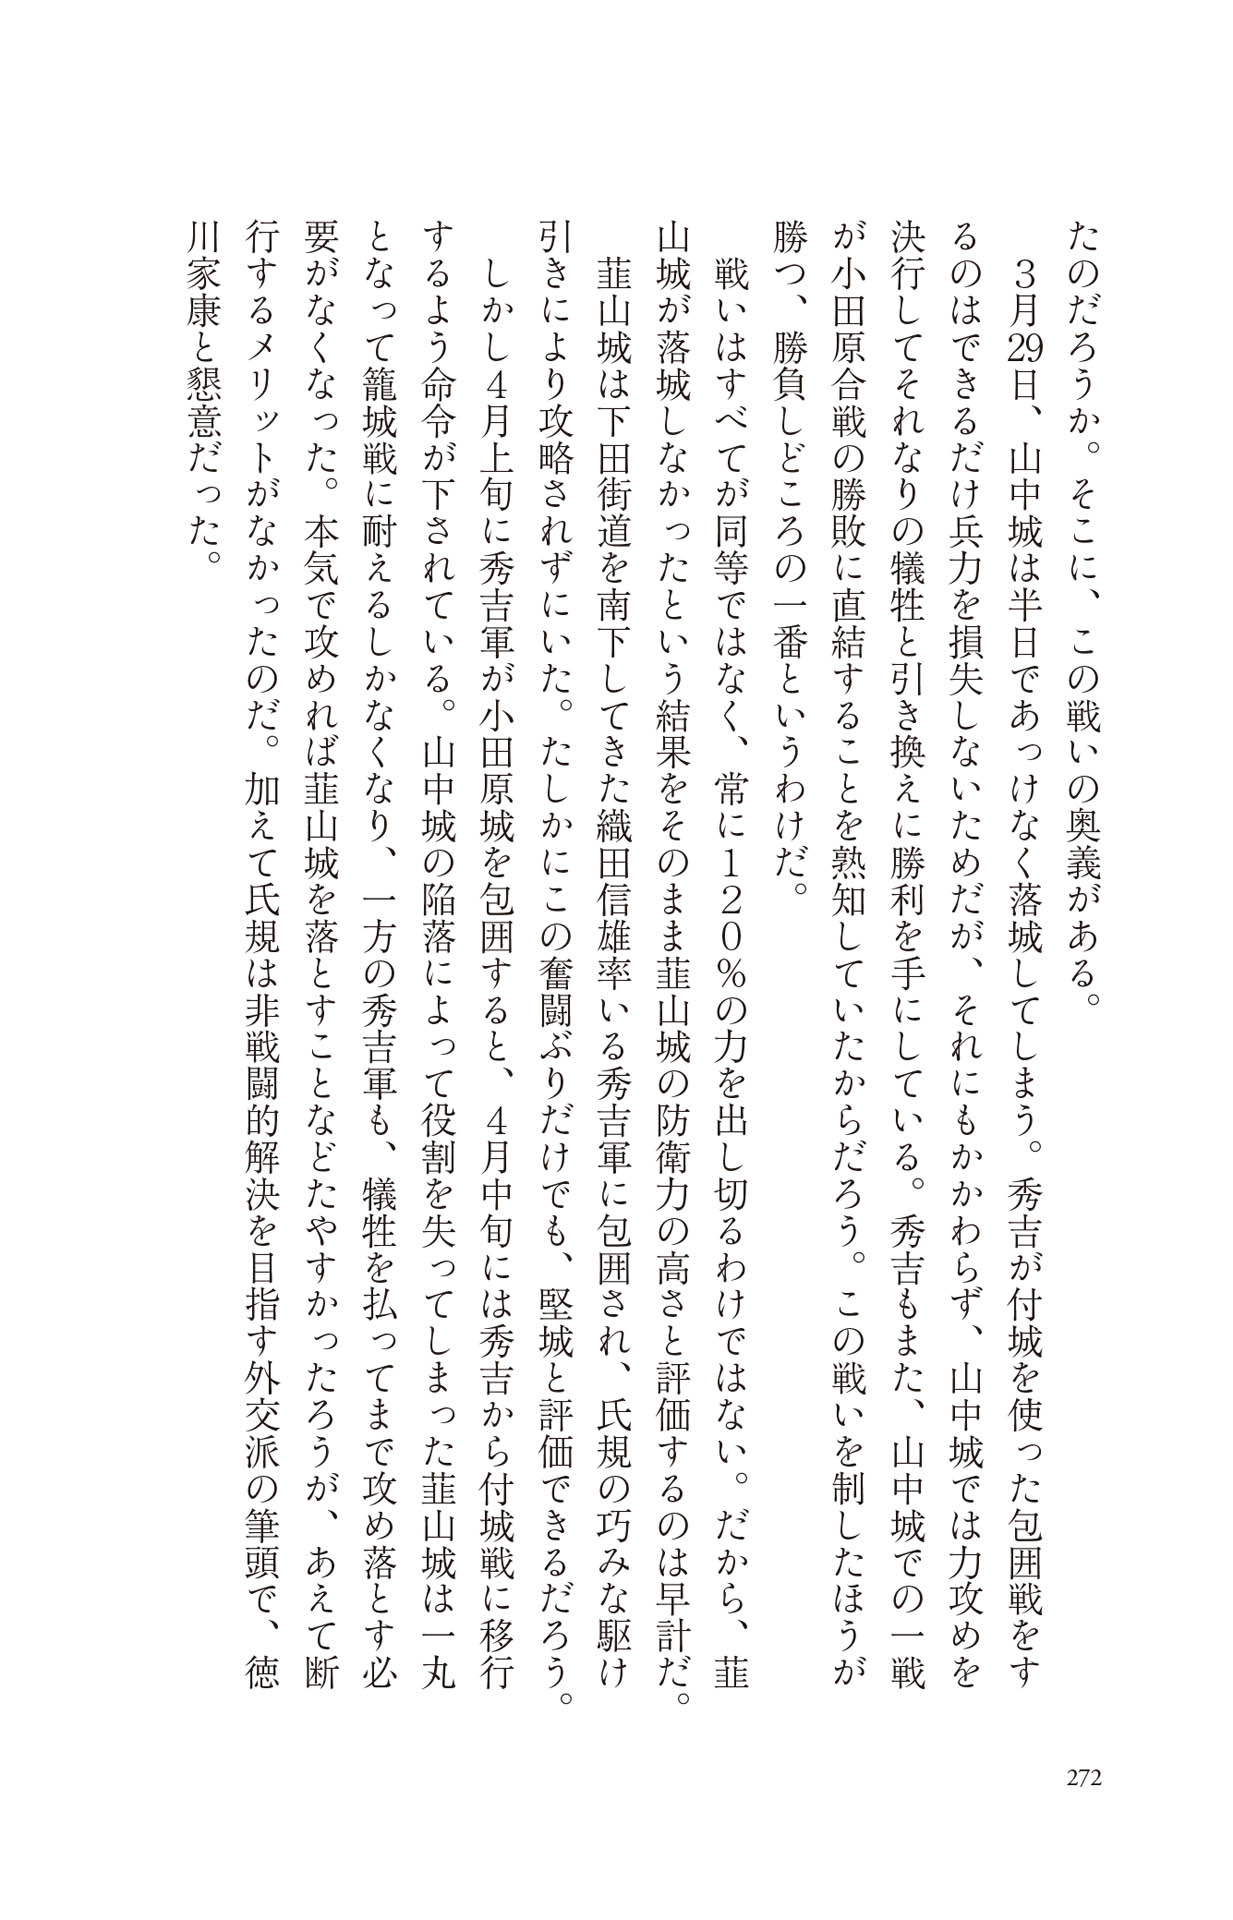 たのだろうか。そこに、この戦いの奥義がある。
　３月29日、山中城は半日であっけなく落城してしまう。秀吉が付城を使った包囲戦をす
るのはできるだけ兵力を損失しないためだが、それにもかかわらず、山中城では力攻めを
決行してそれなりの犠牲と引き換えに勝利を手にしている。秀吉もまた、山中城での一戦
が小田原合戦の勝敗に直結することを熟知していたからだろう。この戦いを制したほうが
勝つ、勝負しどころの一番というわけだ。
　戦いはすべてが同等ではなく、常に１２０％の力を出し切るわけではない。だから、韮
山城が落城しなかったという結果をそのまま韮山城の防衛力の高さと評価するのは早計だ。
　韮山城は下田街道を南下してきた織田信雄率いる秀吉軍に包囲され、氏規の巧みな駆け
引きにより攻略されずにいた。たしかにこの奮闘ぶりだけでも、堅城と評価できるだろう。
　しかし４月上旬に秀吉軍が小田原城を包囲すると、４月中旬には秀吉から付城戦に移行
するよう命令が下されている。山中城の陥落によって役割を失ってしまった韮山城は一丸
となって籠城戦に耐えるしかなくなり、一方の秀吉軍も、犠牲を払ってまで攻め落とす必
要がなくなった。本気で攻めれば韮山城を落とすことなどたやすかったろうが、あえて断
行するメリットがなかったのだ。加えて氏規は非戦闘的解決を目指す外交派の筆頭で、徳
川家康と懇意だった。
272